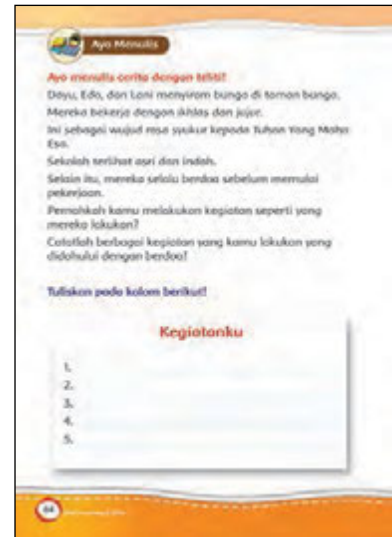 Ayo Menulis
Ayo menulis cerita dengan teliti!
Dayu, Edo, dan Lani menyiram bunga di taman bunga.
Mereka bekerja dengan ikhlas dan jujur.
Ini sebagai wujud rasa syukur kepada Tuhan Yang Maha
Esa.
Sekolah terlihat asri dan indah.
Selain itu, mereka selalu berdoa sebelum memulai
pekerjaan.
Pernahkah kamu melakukan kegiatan seperti yang
mereka lakukan?
Catatlah berbagai kegiatan yang kamu lakukan yang
didahului dengan berdoa!
Tuliskan pada kolom berikut!
Kegiatanku
1.
2.
3.
4.
5.